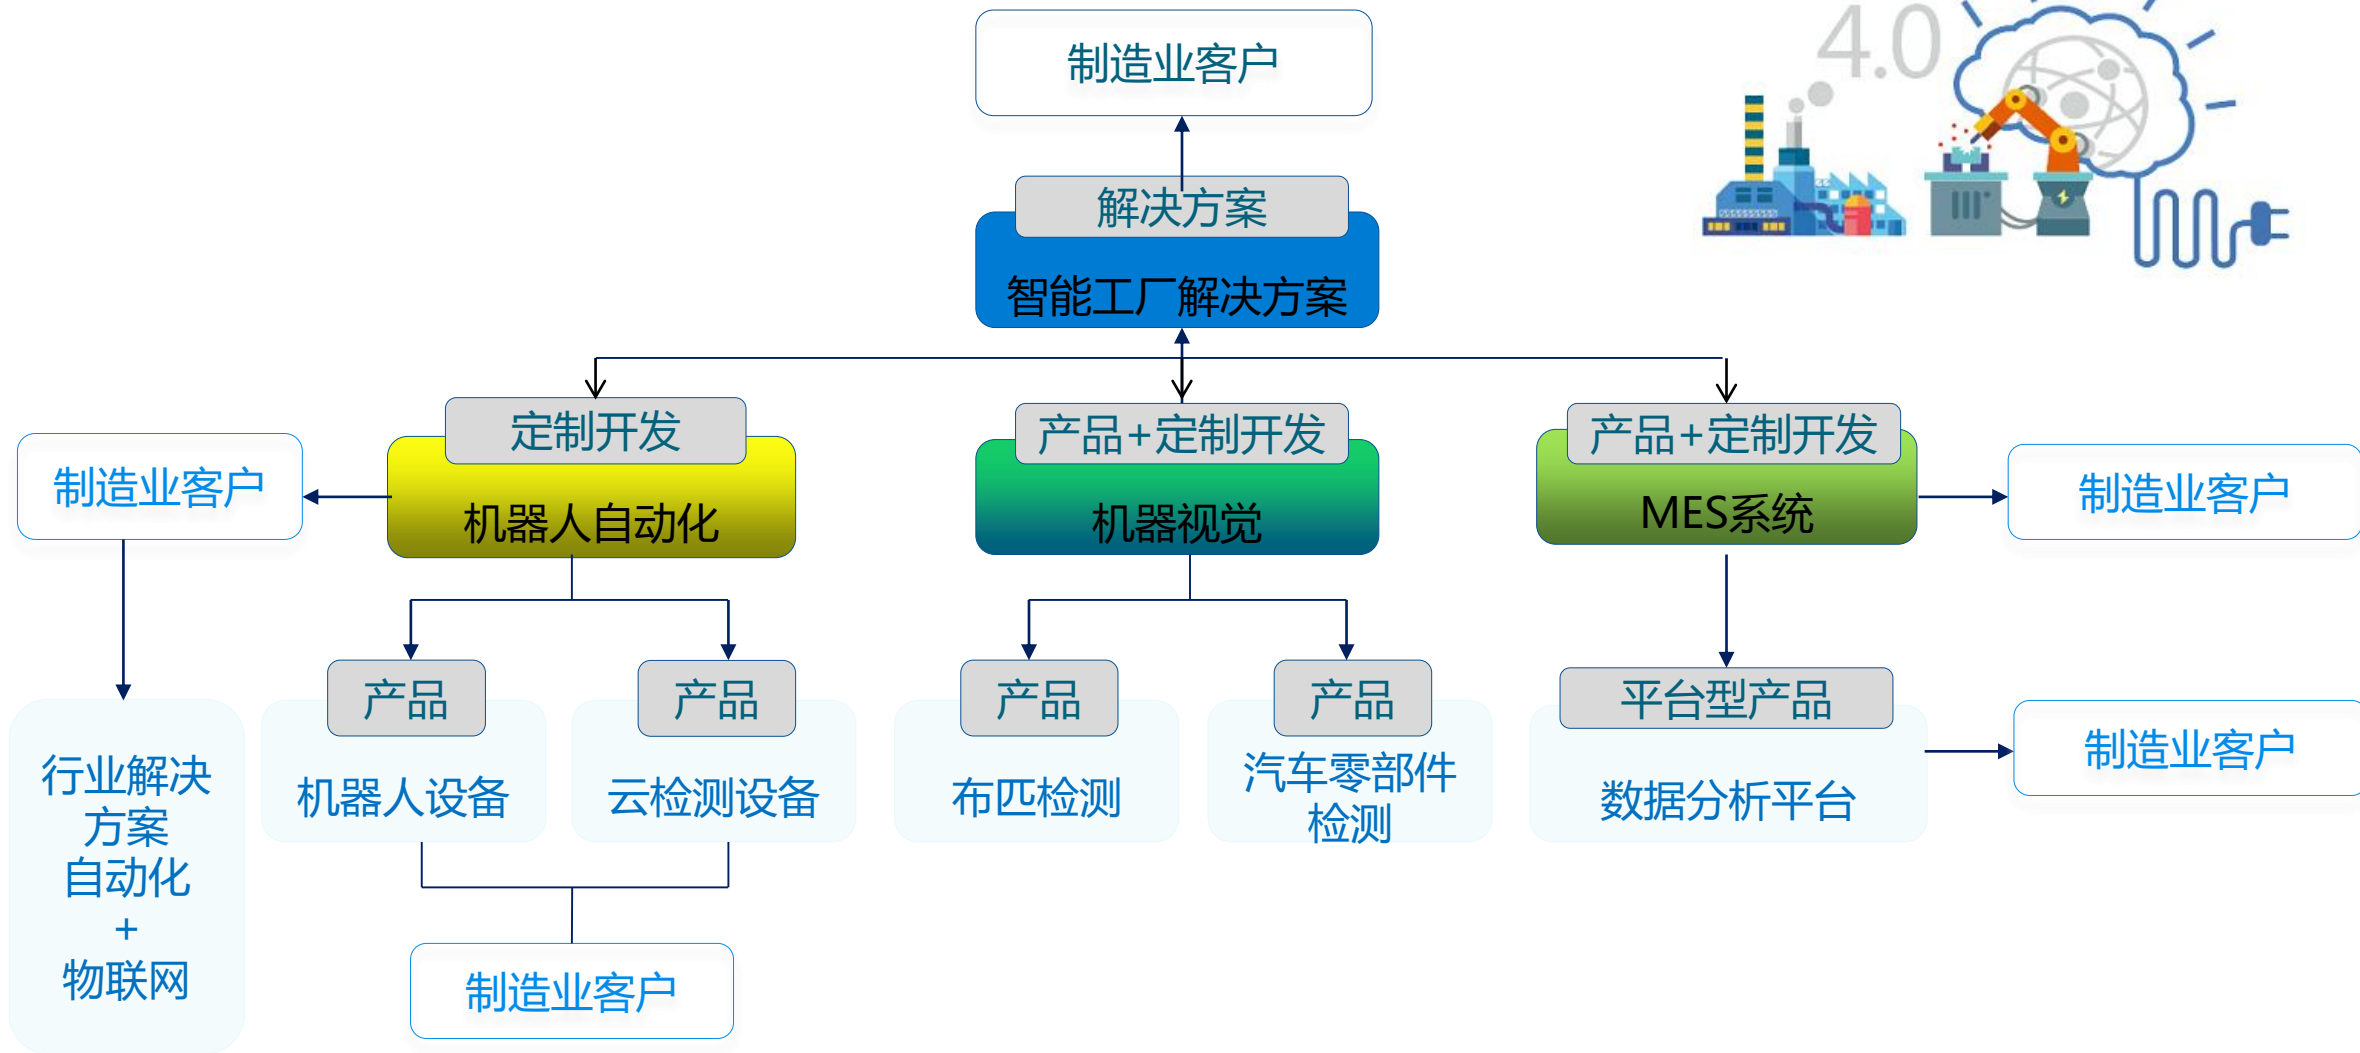 制造业客户
4.0
解决方案
智能工厂解决方案
定制开发
机器人自动化
产品+定制开发
机器视觉
产品+定制开发
MES系统
制造业客户
制造业客户
产品
机器人设备
产品
云检测设备
产品
布匹检测
产品
汽车零部件
检测
平台型产品
数据分析平台
制造业客户
行业解决
方案
自动化
+
物联网
制造业客户